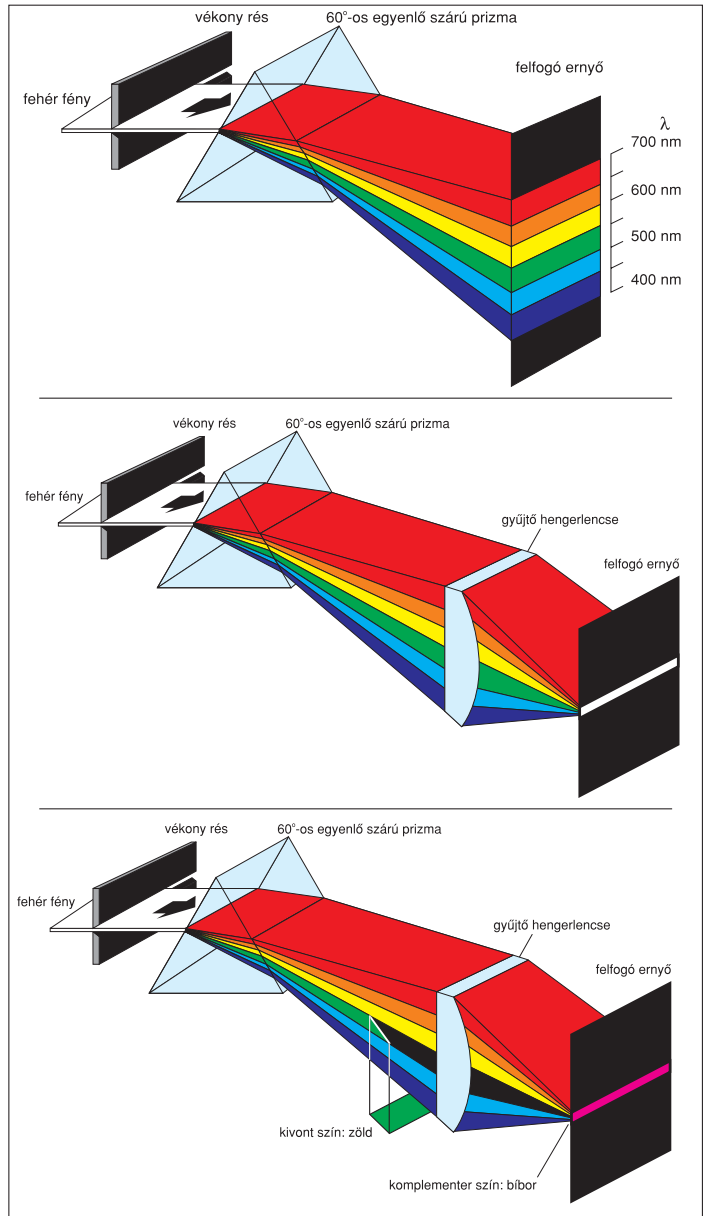 vékony rés
60°-os egyenlő szárú prizma
felfogó ernyő
fehér fény
λ
700 nm
600 nm
500 nm
400 nm
vékony rés
60°-os egyenlő szárú prizma
fehér fény
gyűjtő hengerlencse
felfogó ernyő
vékony rés
60°-os egyenlő szárú prizma
fehér fény
gyűjtő hengerlencse
felfogó ernyő
kivont szín: zöld
komplementer szín: bíbor